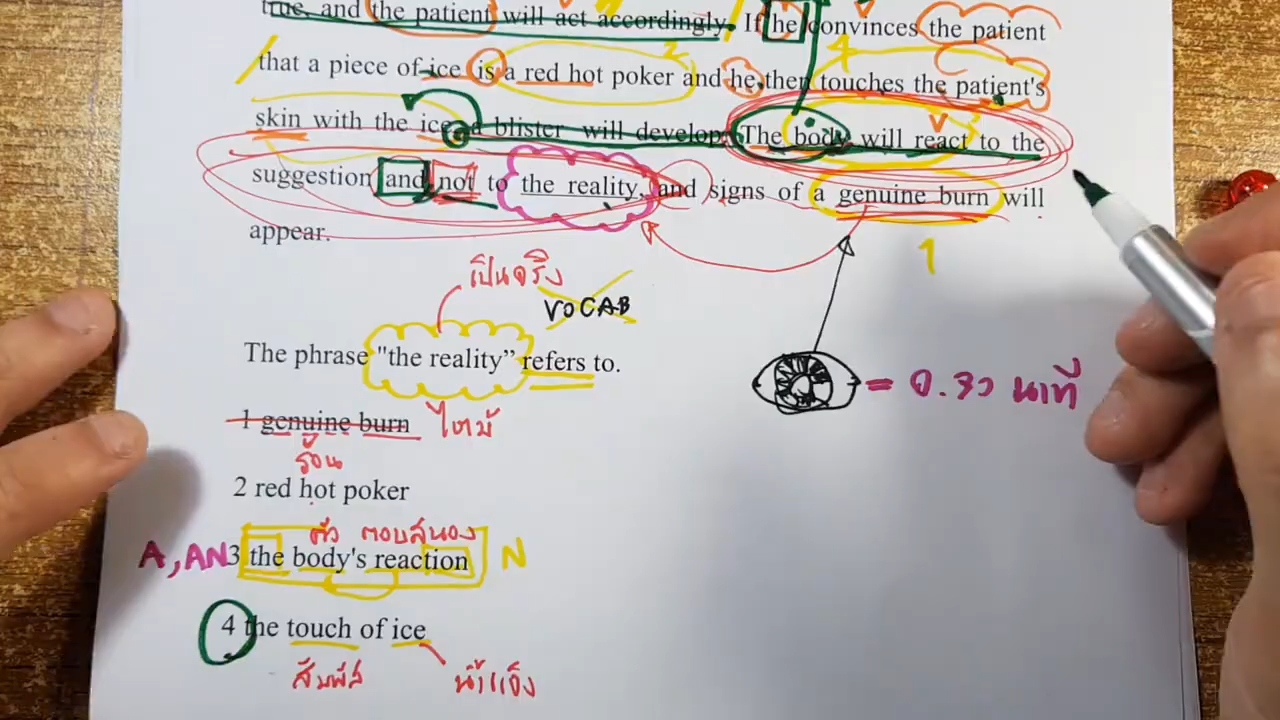 true, and the patient will act accordingly. If he convinces the patient
that a piece of ice is a red hot poker and he, then touches the patient's
skin with the ice a blister will develop. The body will react to the
suggestion and not to the reality, and signs of a genuine burn will
appear.
1
2
4
เป็นจริง
VOCAB
The phrase "the reality” refers to.
= 0.30 นาที
1 genuine burn ไหม้
ร้อน
2 red hot poker
ตัว ตอบสนอง
A, AN 3 the body's reaction N
4 the touch of ice
สัมผัส น้ำแข็ง